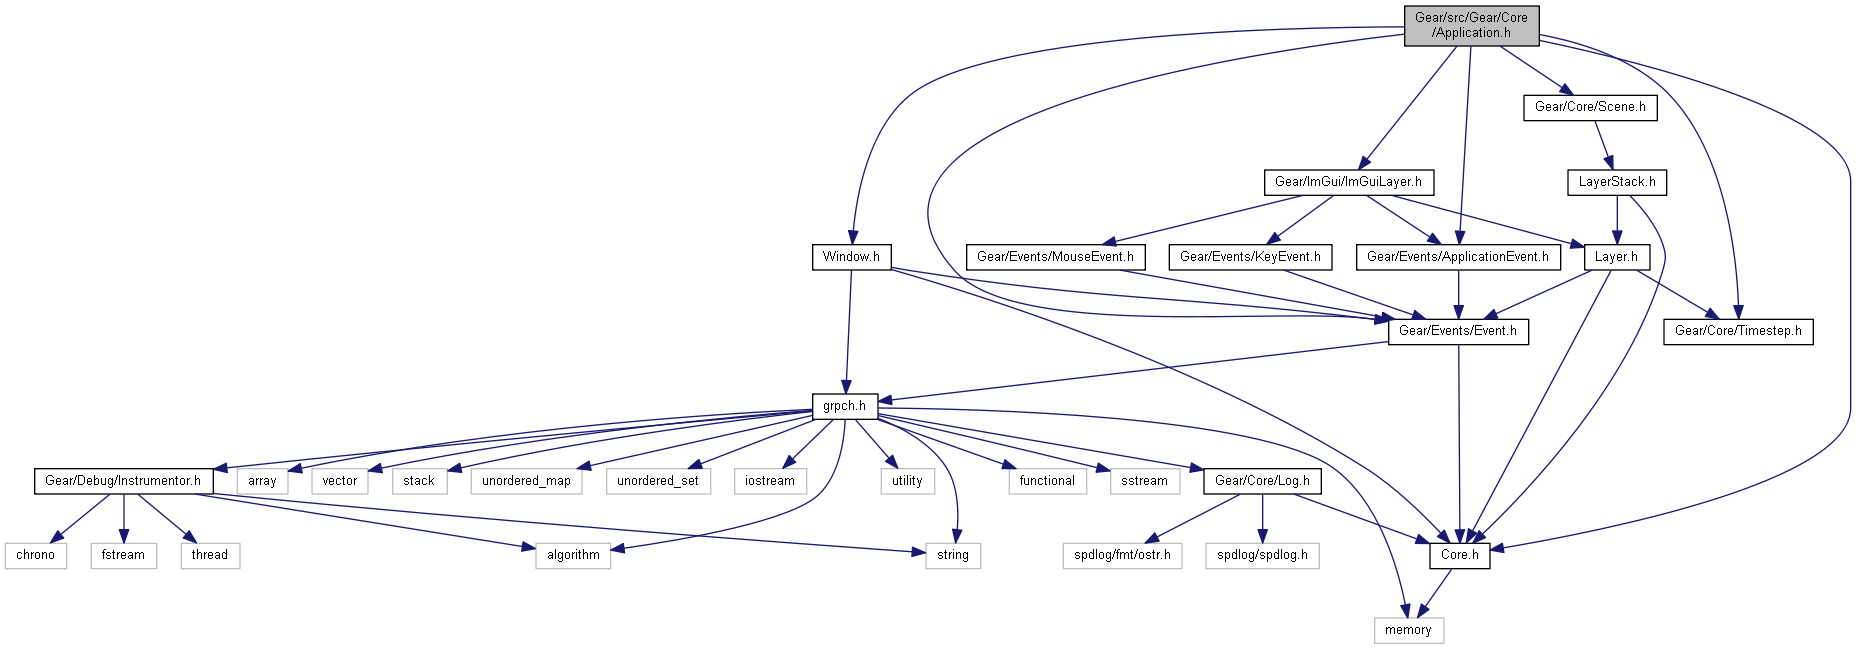 Gear/src/Gear/Core
/Application.h
Gear/Core/Scene.h
Gear/ImGui/ImGuiLayer.h
LayerStack.h
Window.h
Gear/Events/MouseEvent.h
Gear/Events/KeyEvent.h
Gear/Events/ApplicationEvent.h
Layer.h
Gear/Events/Event.h
Gear/Core/Timestep.h
grpch.h
Gear/Debug/Instrumentor.h
array
vector
stack
unordered_map
unordered_set
iostream
utility
functional
sstream
Gear/Core/Log.h
chrono
fstream
thread
algorithm
string
spdlog/fmt/ostr.h
spdlog/spdlog.h
Core.h
memory